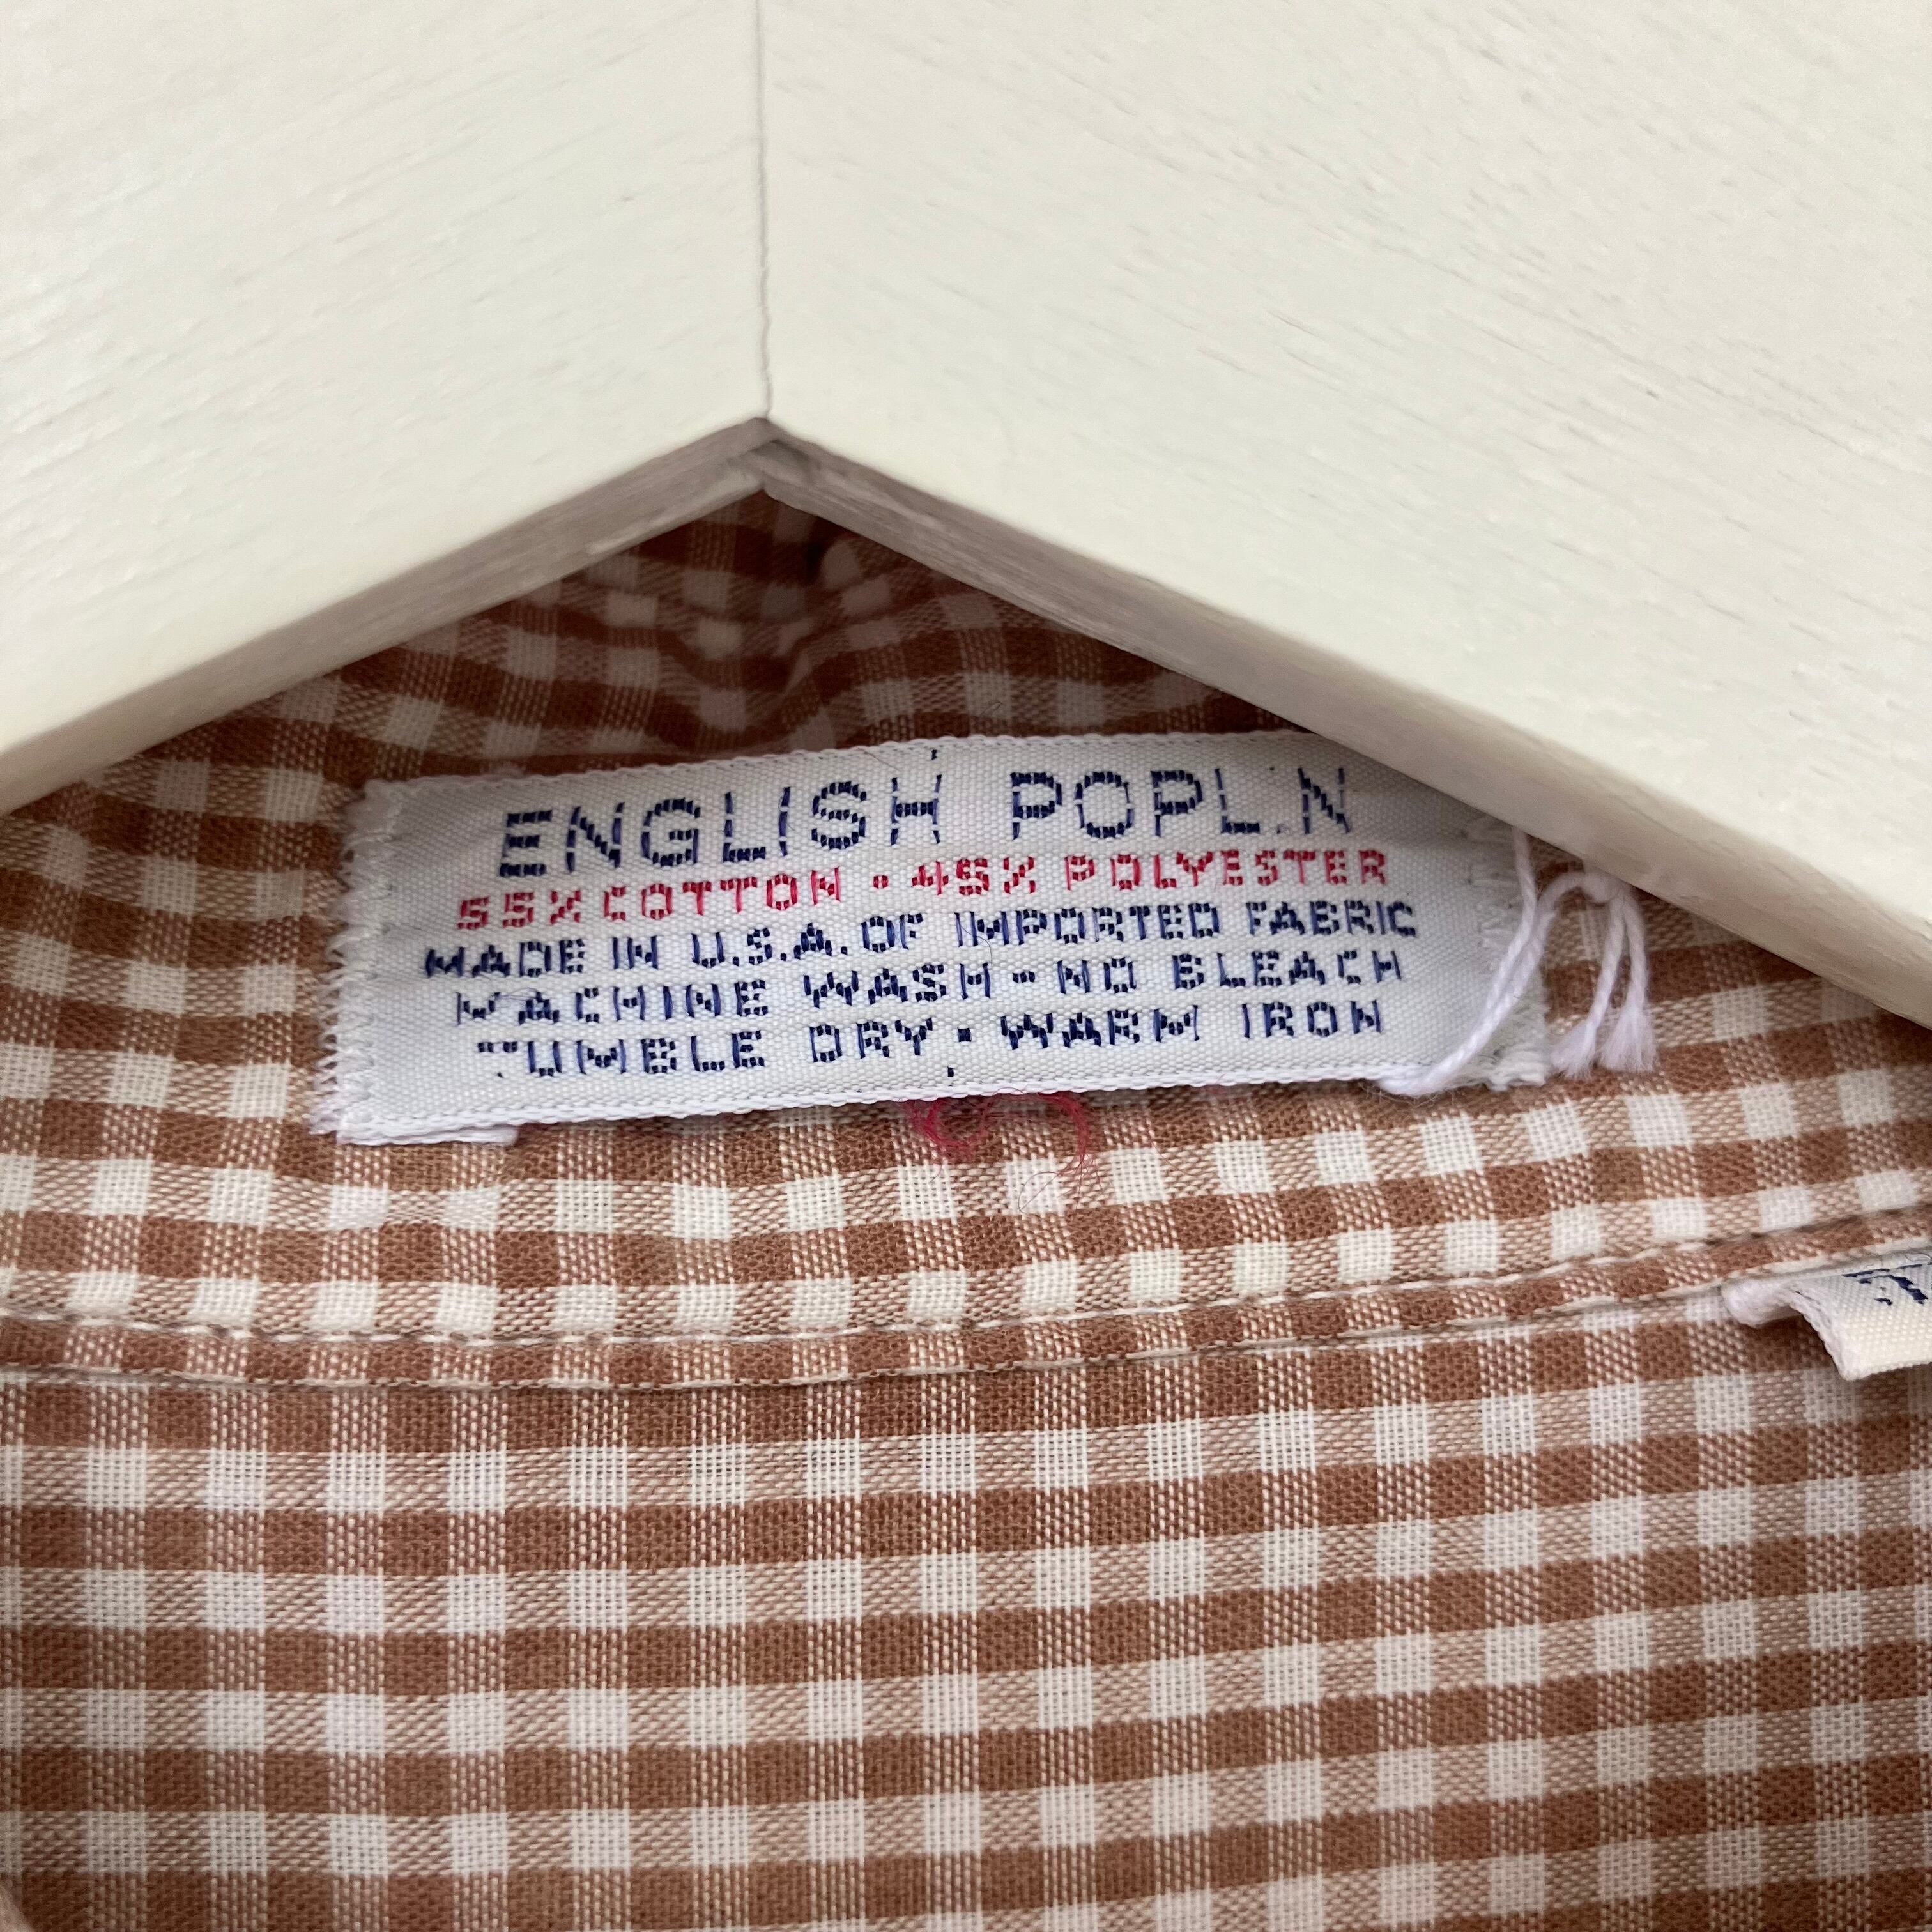 ENGLISH POPLIN
55% COTTON · 45% POLYESTER
MADE IN U.S.A. OF IMPORTED FABRIC
MACHINE WASH - NO BLEACH
TUMBLE DRY · WARM IRON